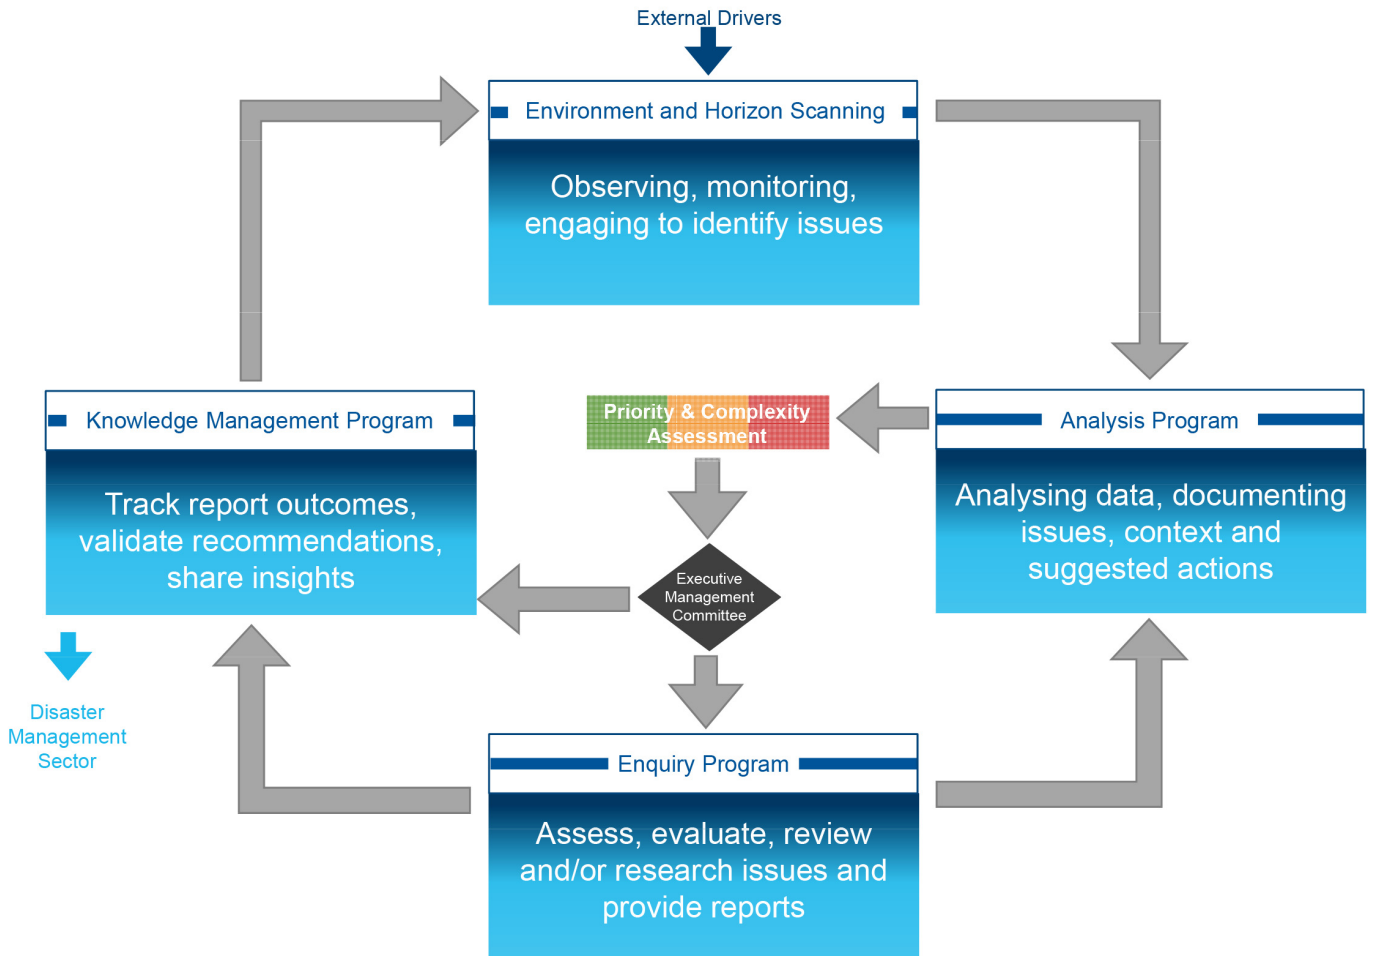 External Drivers
Environment and Horizon Scanning
Observing, monitoring,
engaging to identify issues
Priority & Complexity
Assessment
Analysis Program
Analysing data, documenting
issues, context and
suggested actions
Knowledge Management Program
Track report outcomes,
validate recommendations,
share insights
Executive
Management
Committee
Disaster
Management
Sector
Enquiry Program
Assess, evaluate, review
and/or research issues and
provide reports